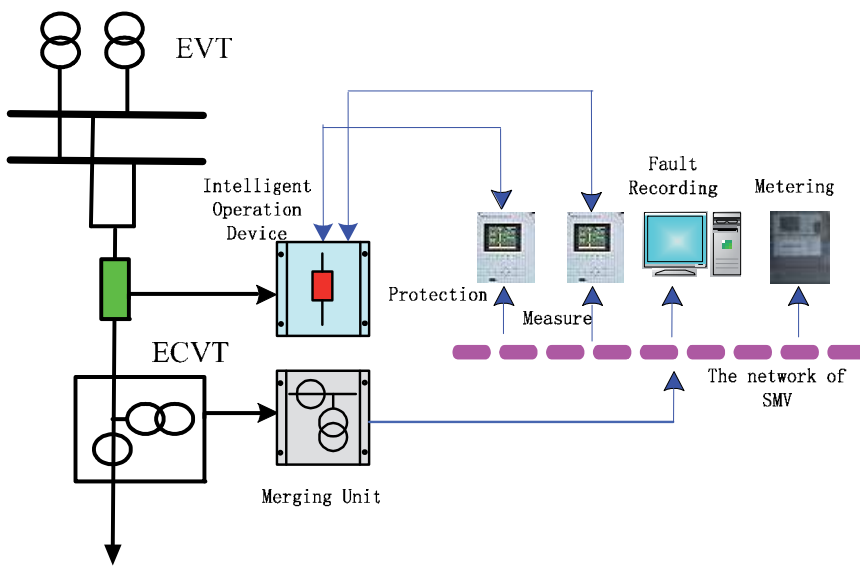 EVT
Intelligent
Operation
Device
Fault
Recording
Metering
Protection
Measure
ECVT
The network of
SMV
Merging Unit